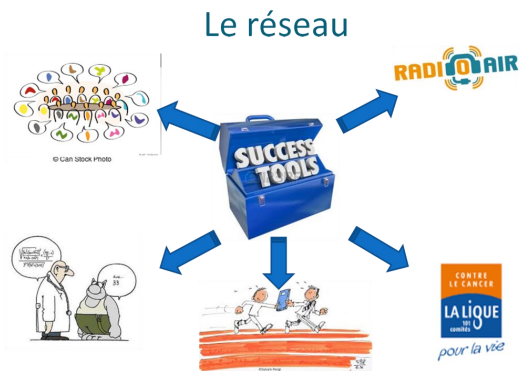 Le réseau
RADIO AIR
© Can Stock Photo
SUCCESS
TOOLS
33
CONTRE
LE CANCER
LA LIGUE
101
comités
pour la vie